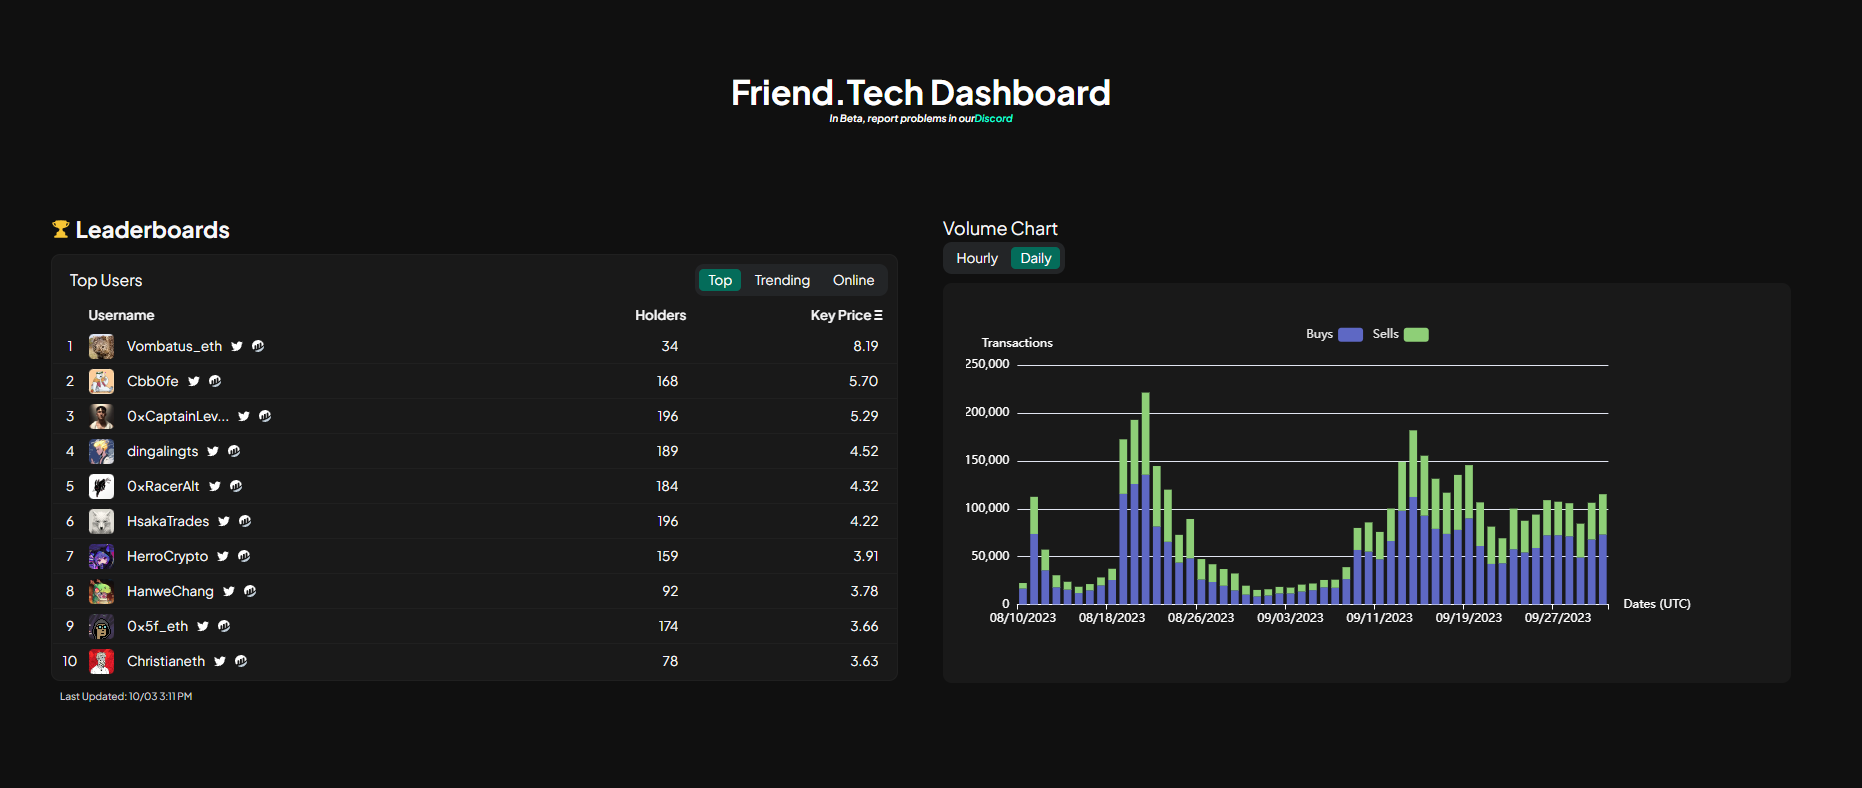 Friend.Tech Dashboard
In Beta, report problems in ourDiscord
Leaderboards
Top Users
Top Trending Online
Username Holders Key Price
1 Vombatus_eth 34 8.19
2 Cbb0fe 168 5.70
3 0xCaptainLev... 196 5.29
4 dingalingts 189 4.52
5 0xRacerAlt 184 4.32
6 HsakaTrades 196 4.22
7 HerroCrypto 159 3.91
8 HanweChang 92 3.78
9 0x5f_eth 174 3.66
10 Christianeth 78 3.63
Last Updated: 10/03 3:11 PM
Volume Chart
Hourly Daily
Buys Sells
Transactions
250,000
200,000
150,000
100,000
50,000
0
08/10/2023 08/18/2023 08/26/2023 09/03/2023 09/11/2023 09/19/2023 09/27/2023
Dates (UTC)